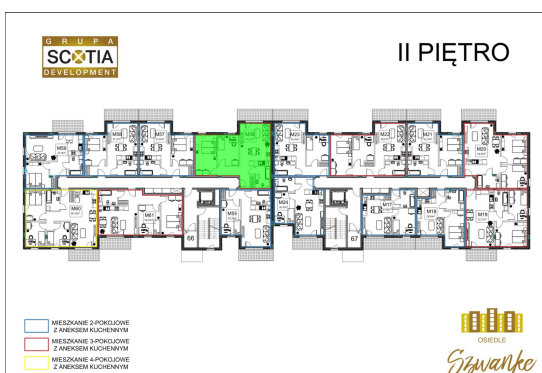 GRUPA
SCOTIA
DEVELOPMENT
II PIĘTRO
M59
M58
M57
M56
M23
M22
M21
M20
M60
M61
M55
M24
M17
M18
M19
66
67
MIESZKANIE 2-POKOJOWE
Z ANEKSEM KUCHENNYM
MIESZKANIE 3-POKOJOWE
Z ANEKSEM KUCHENNYM
MIESZKANIE 4-POKOJOWE
Z ANEKSEM KUCHENNYM
OSIEDLE
Szwanke